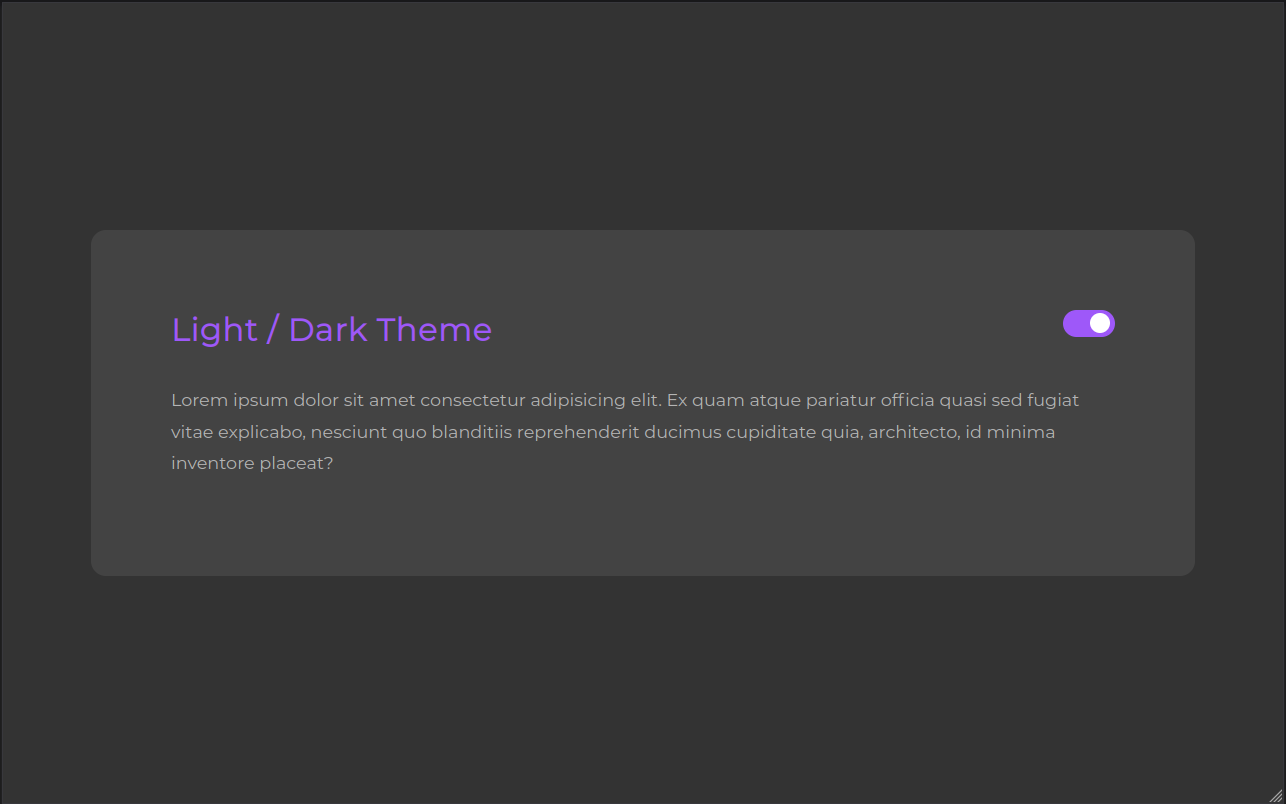 Light / Dark Theme
Lorem ipsum dolor sit amet consectetur adipisicing elit. Ex quam atque pariatur officia quasi sed fugiat
vitae explicabo, nesciunt quo blanditiis reprehenderit ducimus cupiditate quia, architecto, id minima
inventore placeat?